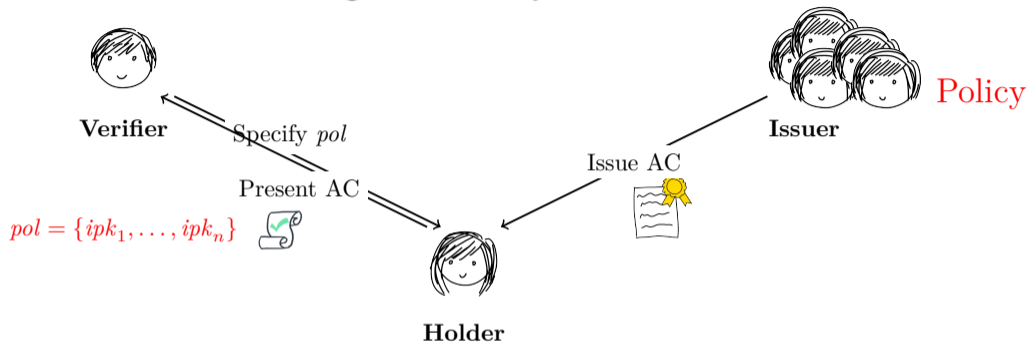 Policy
Verifier
Issuer
Specify pol
Issue AC
Present AC
pol = {ipk₁, . . . , ipkₙ}
Holder